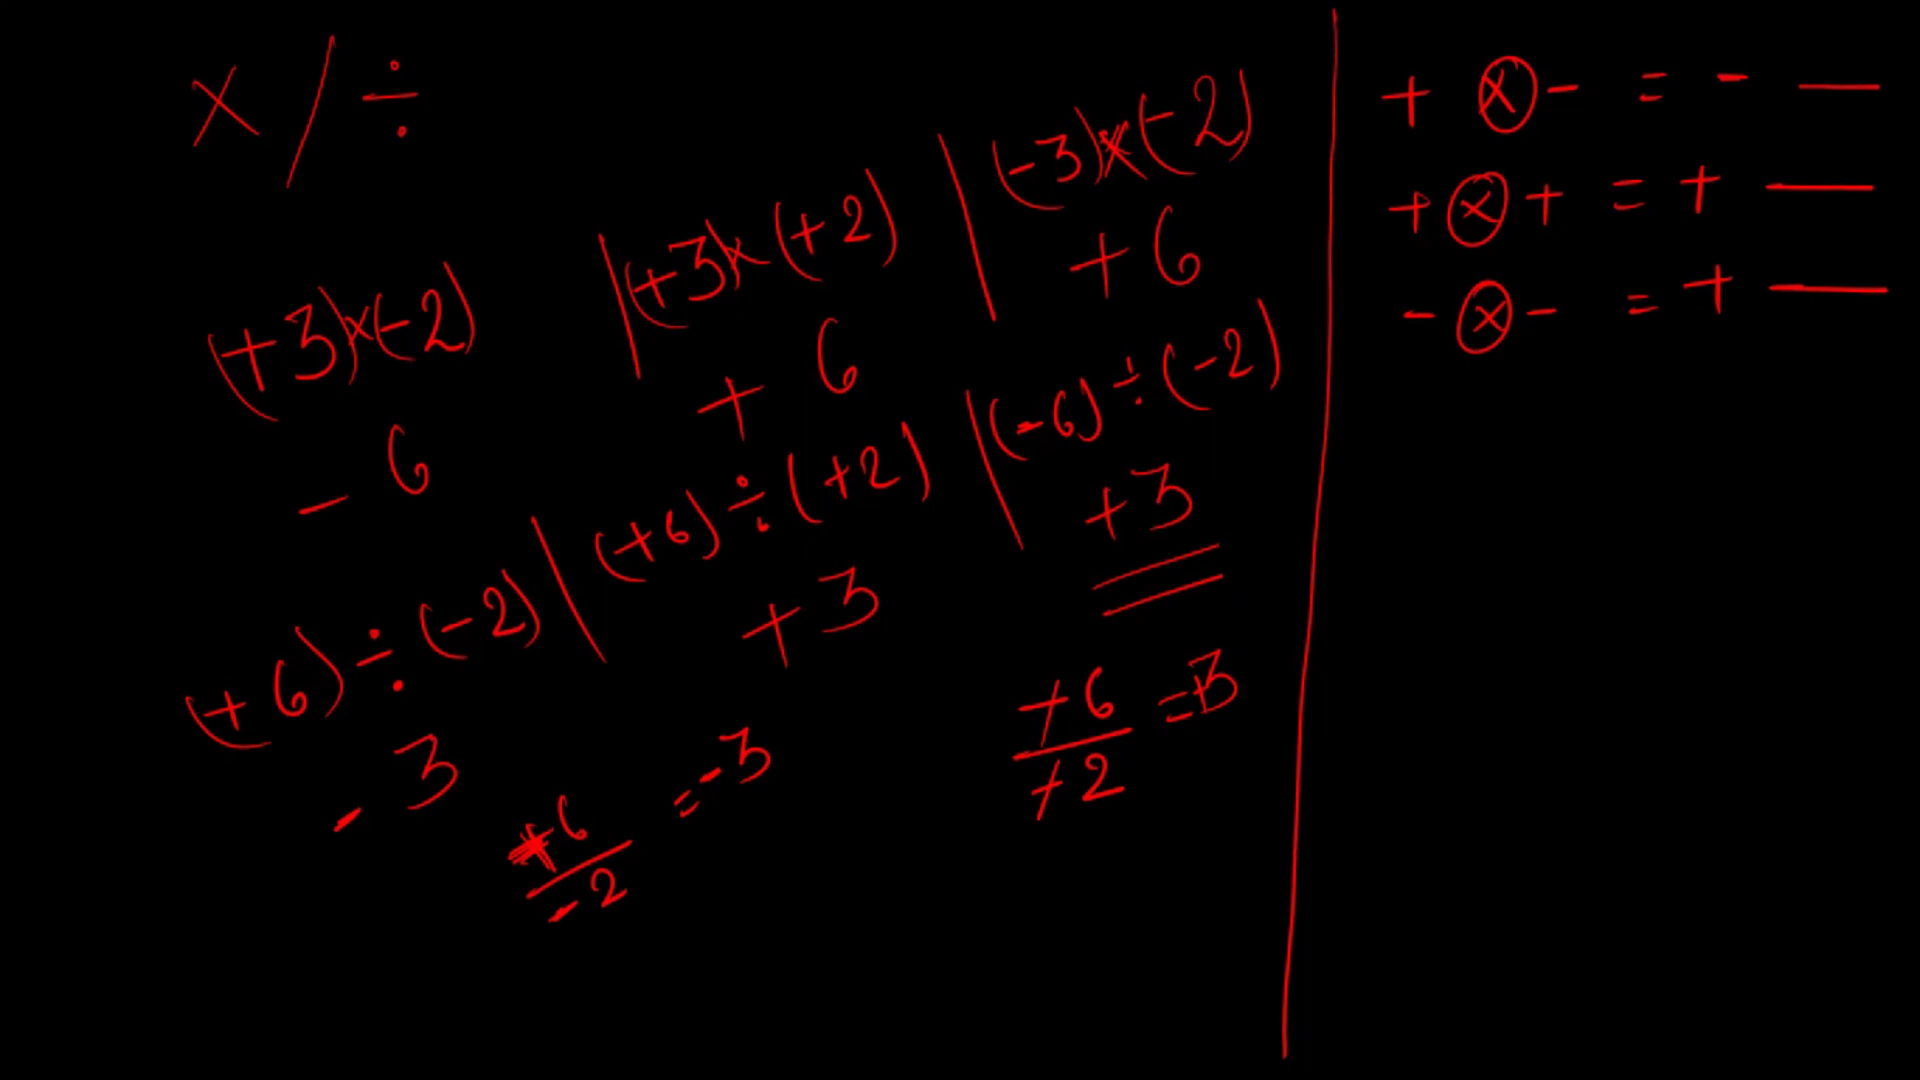 × / ÷
(+3)×(-2) | (+3)×(+2) | (-3)×(-2)
- 6 + 6 + 6
(+6)÷(-2) | (+6)÷(+2) | (-6)÷(-2)
- 3 + 3 + 3
+6/-2 = -3
+6/+2 = +3
+ × - = - —
+ × + = + —
- × - = + —